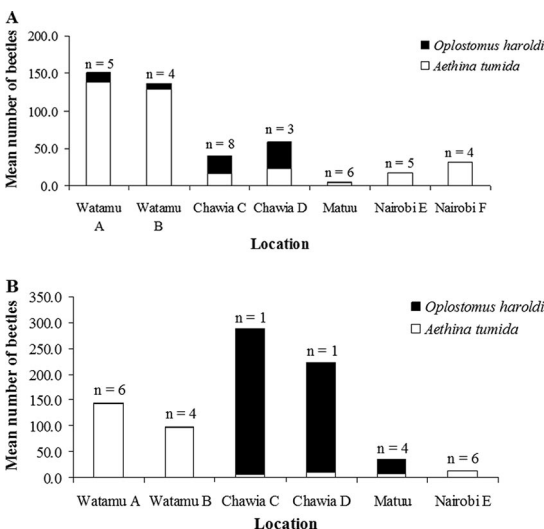 A
Mean number of beetles
200.0
150.0
100.0
50.0
0.0
n = 5
n = 4
n = 8
n = 3
n = 6
n = 5
n = 4
Oplostomus haroldi
Aethina tumida
Watamu A
Watamu B
Chawia C
Chawia D
Matuu
Nairobi E
Nairobi F
Location
B
Mean number of beetles
350.0
300.0
250.0
200.0
150.0
100.0
50.0
0.0
n = 6
n = 4
n = 1
n = 1
n = 4
n = 6
Oplostomus haroldi
Aethina tumida
Watamu A
Watamu B
Chawia C
Chawia D
Matuu
Nairobi E
Location